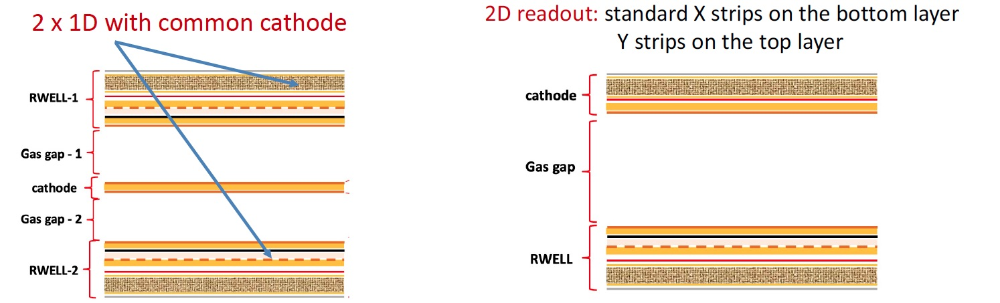 2 x 1D with common cathode
RWELL-1
Gas gap - 1
cathode
Gas gap - 2
RWELL-2
2D readout: standard X strips on the bottom layer
Y strips on the top layer
cathode
Gas gap
RWELL